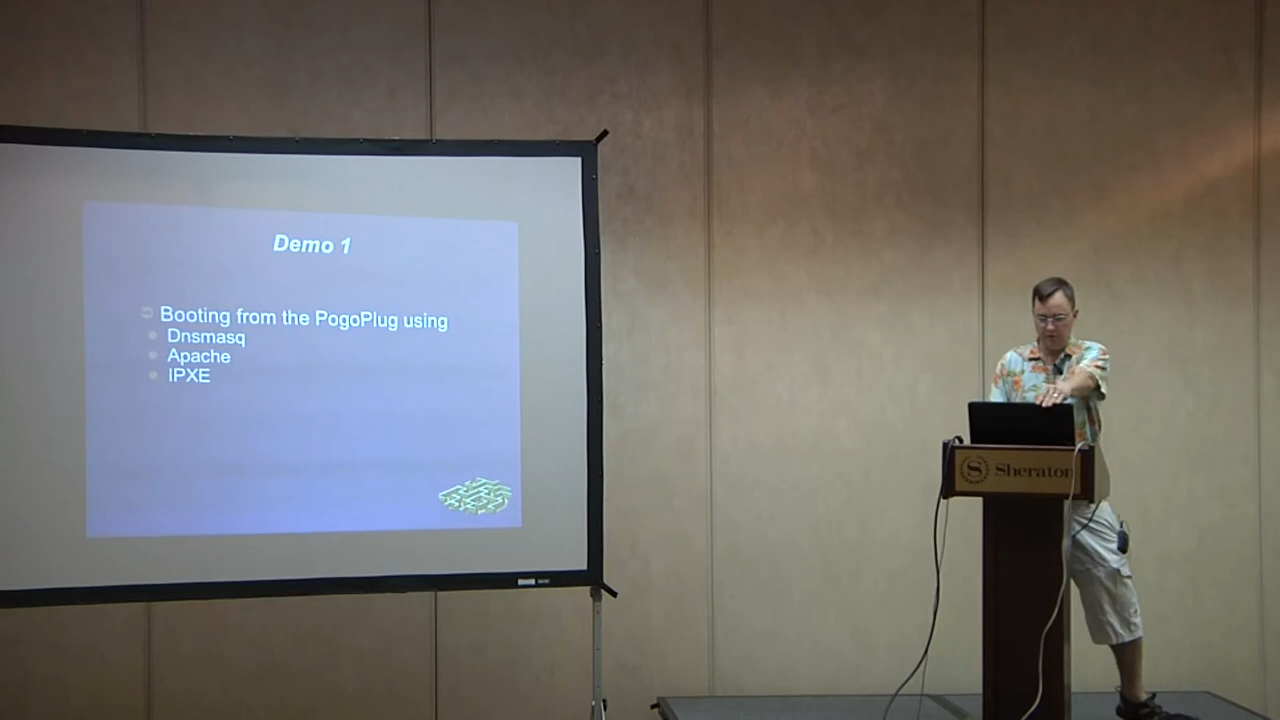 Demo 1
Booting from the PogoPlug using
Dnsmasq
Apache
IPXE
S Sheraton